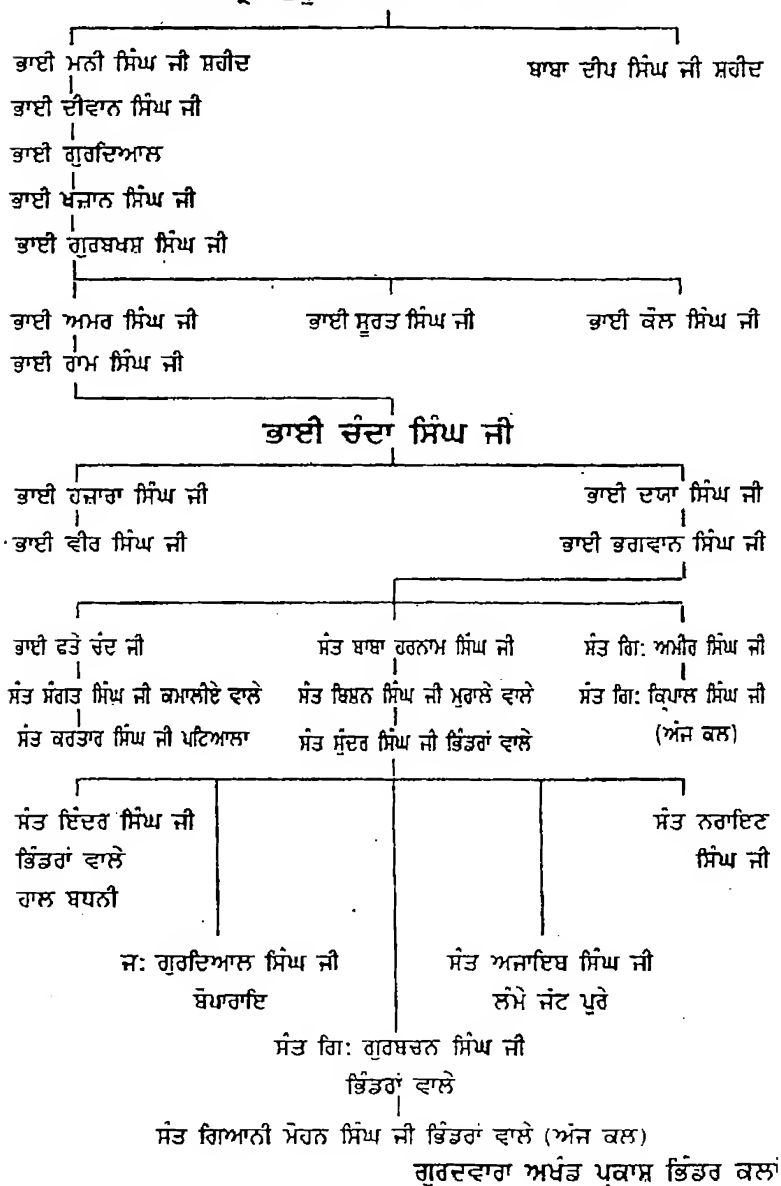 ਭਾਈ ਮਨੀ ਸਿੰਘ ਜੀ ਸ�਼ਹੀਦ
ਬਾਬਾ ਦੀਪ ਸਿੰਘ ਜੀ ਸ਼ਹੀਦ
ਭਾਈ ਦੀਵਾਨ ਸਿੰਘ ਜੀ
ਭਾਈ ਗੁਰਦਿਆਲ
ਭਾਈ ਖਜ਼ਾਨ ਸਿੰਘ ਜੀ
ਭਾਈ ਗੁਰਬਖਸ਼ ਸਿੰਘ ਜੀ
ਭਾਈ ਅਮਰ ਸਿੰਘ ਜੀ ਭਾਈ ਸੂਰਤ ਸਿੰਘ ਜੀ ਭਾਈ ਕੌਲ ਸਿੰਘ ਜੀ
ਭਾਈ ਰਾਮ ਸਿੰਘ ਜੀ
ਭਾਈ ਚੰਦਾ ਸਿੰਘ ਜੀ
ਭਾਈ ਹਜ਼ਾਰਾ ਸਿੰਘ ਜੀ ਭਾਈ ਦਯਾ ਸਿੰਘ ਜੀ
ਭਾਈ ਵੀਰ ਸਿੰਘ ਜੀ ਭਾਈ ਭਗਵਾਨ ਸਿੰਘ ਜੀ
ਭਾਈ ਫਤੇ ਚੰਦ ਜੀ ਸੰਤ ਬਾਬਾ ਹਰਨਾਮ ਸਿੰਘ ਜੀ ਸੰਤ ਗਿ: ਅਮੀਰ ਸਿੰਘ ਜੀ
ਸੰਤ ਸੰਗਤ ਸਿੰਘ ਜੀ ਕਮਾਲੀਏ ਵਾਲੇ ਸੰਤ ਬਿਸ਼ਨ ਸਿੰਘ ਜੀ ਮੁਰਾਲੇ ਵਾਲੇ ਸੰਤ ਗਿ: ਕ੍ਰਿਪਾਲ ਸਿੰਘ ਜੀ
ਸੰਤ ਕਰਤਾਰ ਸਿੰਘ ਜੀ ਪਟਿਆਲਾ ਸੰਤ ਸੁੰਦਰ ਸਿੰਘ ਜੀ ਭਿੰਡਰਾਂ ਵਾਲੇ (ਅੱਜ ਕਲ)
ਸੰਤ ਇੰਦਰ ਸਿੰਘ ਜੀ ਸੰਤ ਨਰਾਇਣ
ਭਿੰਡਰਾਂ ਵਾਲੇ ਸਿੰਘ ਜੀ
ਹਾਲ ਬਧਨੀ
ਜ: ਗੁਰਦਿਆਲ ਸਿੰਘ ਜੀ ਸੰਤ ਅਜਾਇਬ ਸਿੰਘ ਜੀ
ਬੋਪਾਰਾਇ ਲੰਮੇ ਜੱਟ ਪੁਰੇ
ਸੰਤ ਗਿ: ਗੁਰਬਚਨ ਸਿੰਘ ਜੀ
ਭਿੰਡਰਾਂ ਵਾਲੇ
ਸੰਤ ਗਿਆਨੀ ਮੋਹਨ ਸਿੰਘ ਜੀ ਭਿੰਡਰਾਂ ਵਾਲੇ (ਅੱਜ ਕਲ)
ਗੁਰਦਵਾਰਾ ਅਖੰਡ ਪ੍ਰਕਾਸ਼ ਭਿੰਡਰ ਕਲਾਂ